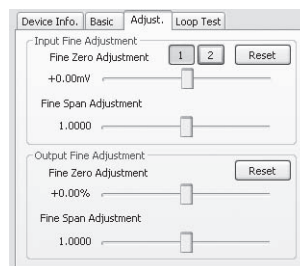 Device Info. Basic Adjust. Loop Test
Input Fine Adjustment
Fine Zero Adjustment 1 2 Reset
+0.00mV
Fine Span Adjustment
1.0000
Output Fine Adjustment
Fine Zero Adjustment Reset
+0.00%
Fine Span Adjustment
1.0000